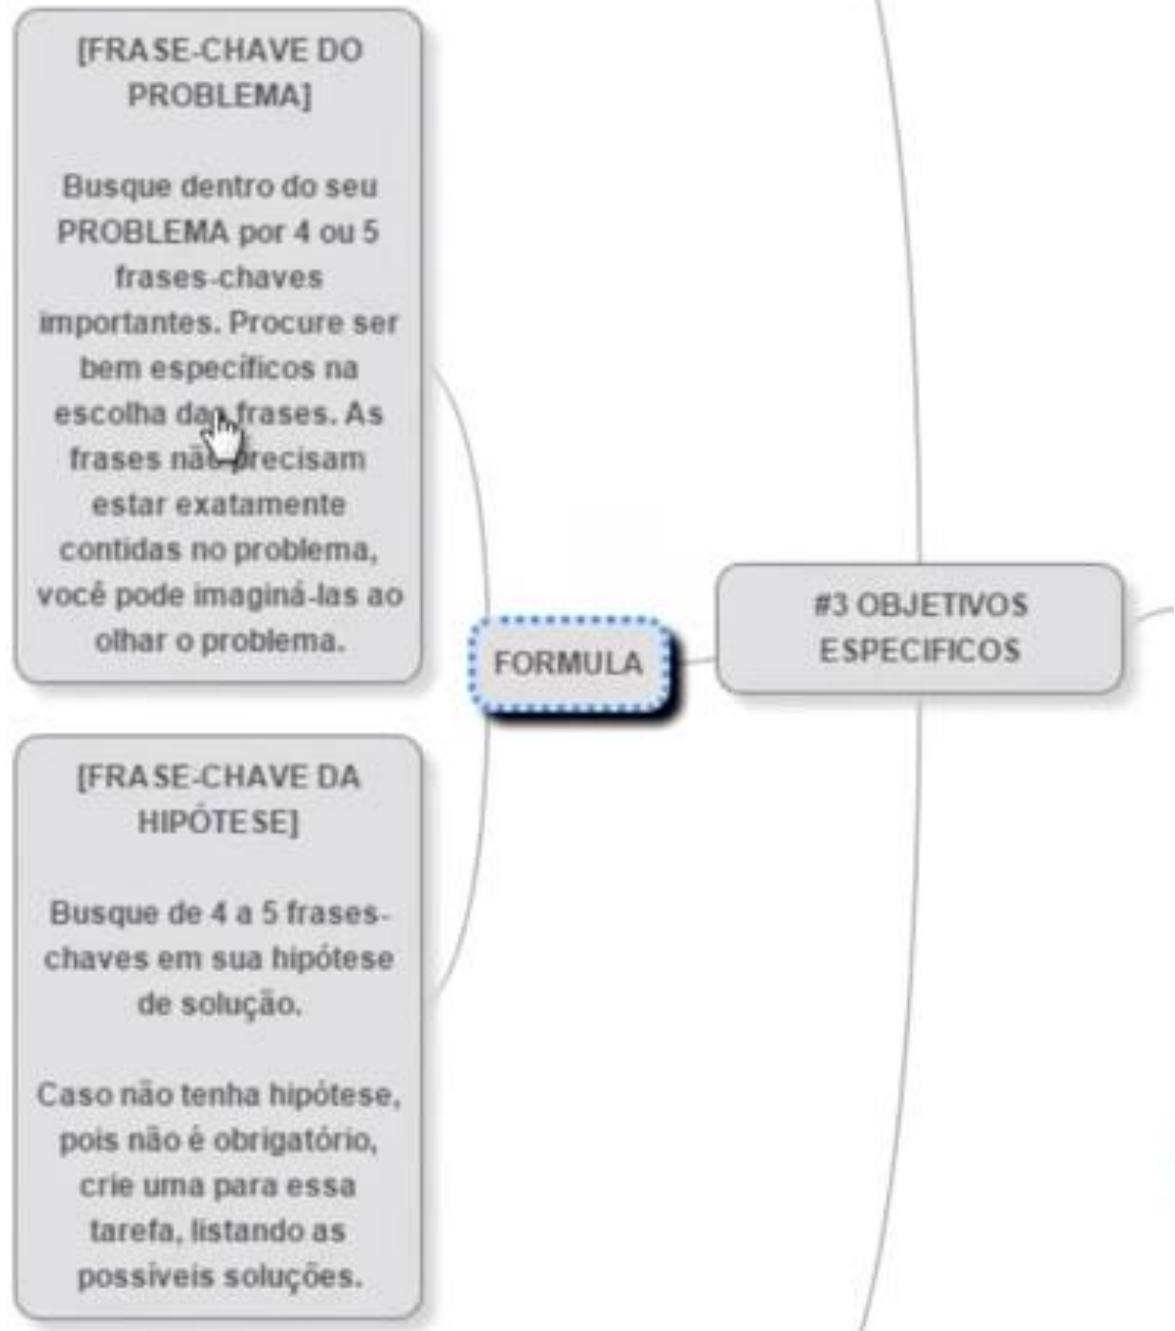 [FRASE-CHAVE DO
PROBLEMA]
Busque dentro do seu
PROBLEMA por 4 ou 5
frases-chaves
importantes. Procure ser
bem específicos na
escolha das frases. As
frases não precisam
estar exatamente
contidas no problema,
você pode imaginá-las ao
olhar o problema.
FORMULA
#3 OBJETIVOS
ESPECIFICOS
[FRASE-CHAVE DA
HIPÓTESE]
Busque de 4 a 5 frases-
chaves em sua hipótese
de solução.
Caso não tenha hipótese,
pois não é obrigatório,
crie uma para essa
tarefa, listando as
possíveis soluções.